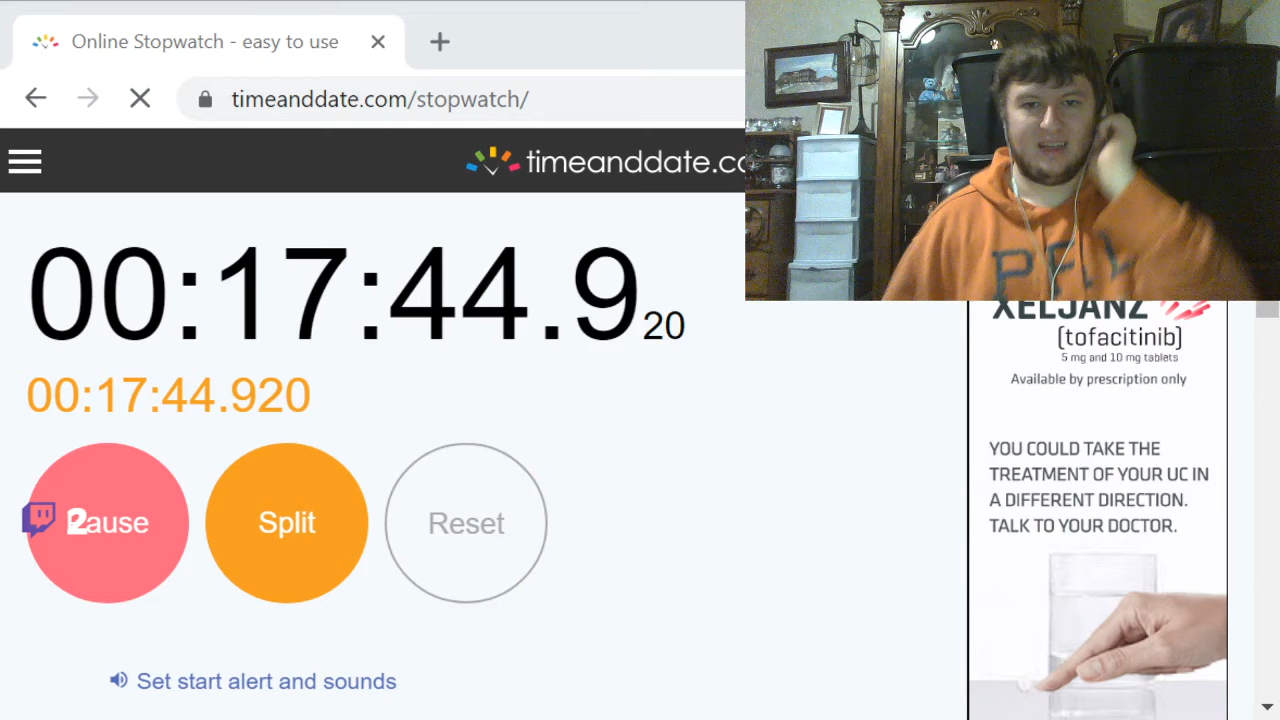 Online Stopwatch - easy to use
timeanddate.com/stopwatch/
timeanddate.co
00:17:44.920
00:17:44.920
2ause
Split
Reset
Set start alert and sounds
XELJANZ
[tofacitinib]
5 mg and 10 mg tablets
Available by prescription only
YOU COULD TAKE THE
TREATMENT OF YOUR UC IN
A DIFFERENT DIRECTION.
TALK TO YOUR DOCTOR.